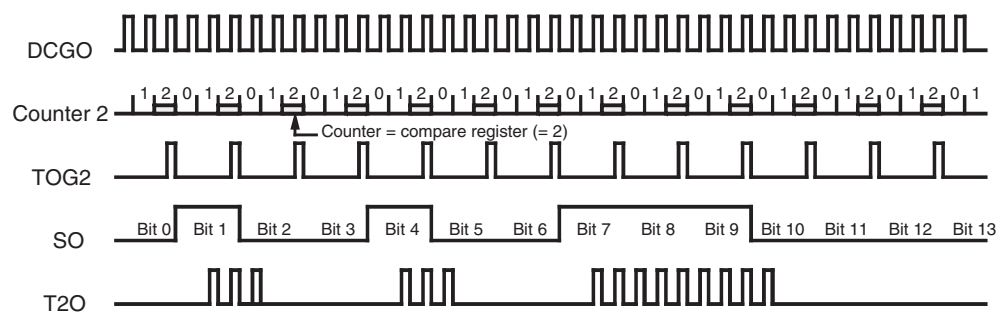 DCGO
Counter 2 1 2 0 1 2 0 1 2 0 1 2 0 1 2 0 1 2 0 1 2 0 1 2 0 1 2 0 1 2 0 1 2 0 1 2 0 1 2 0 1
Counter = compare register (= 2)
TOG2
SO Bit 0 Bit 1 Bit 2 Bit 3 Bit 4 Bit 5 Bit 6 Bit 7 Bit 8 Bit 9 Bit 10 Bit 11 Bit 12 Bit 13
T2O